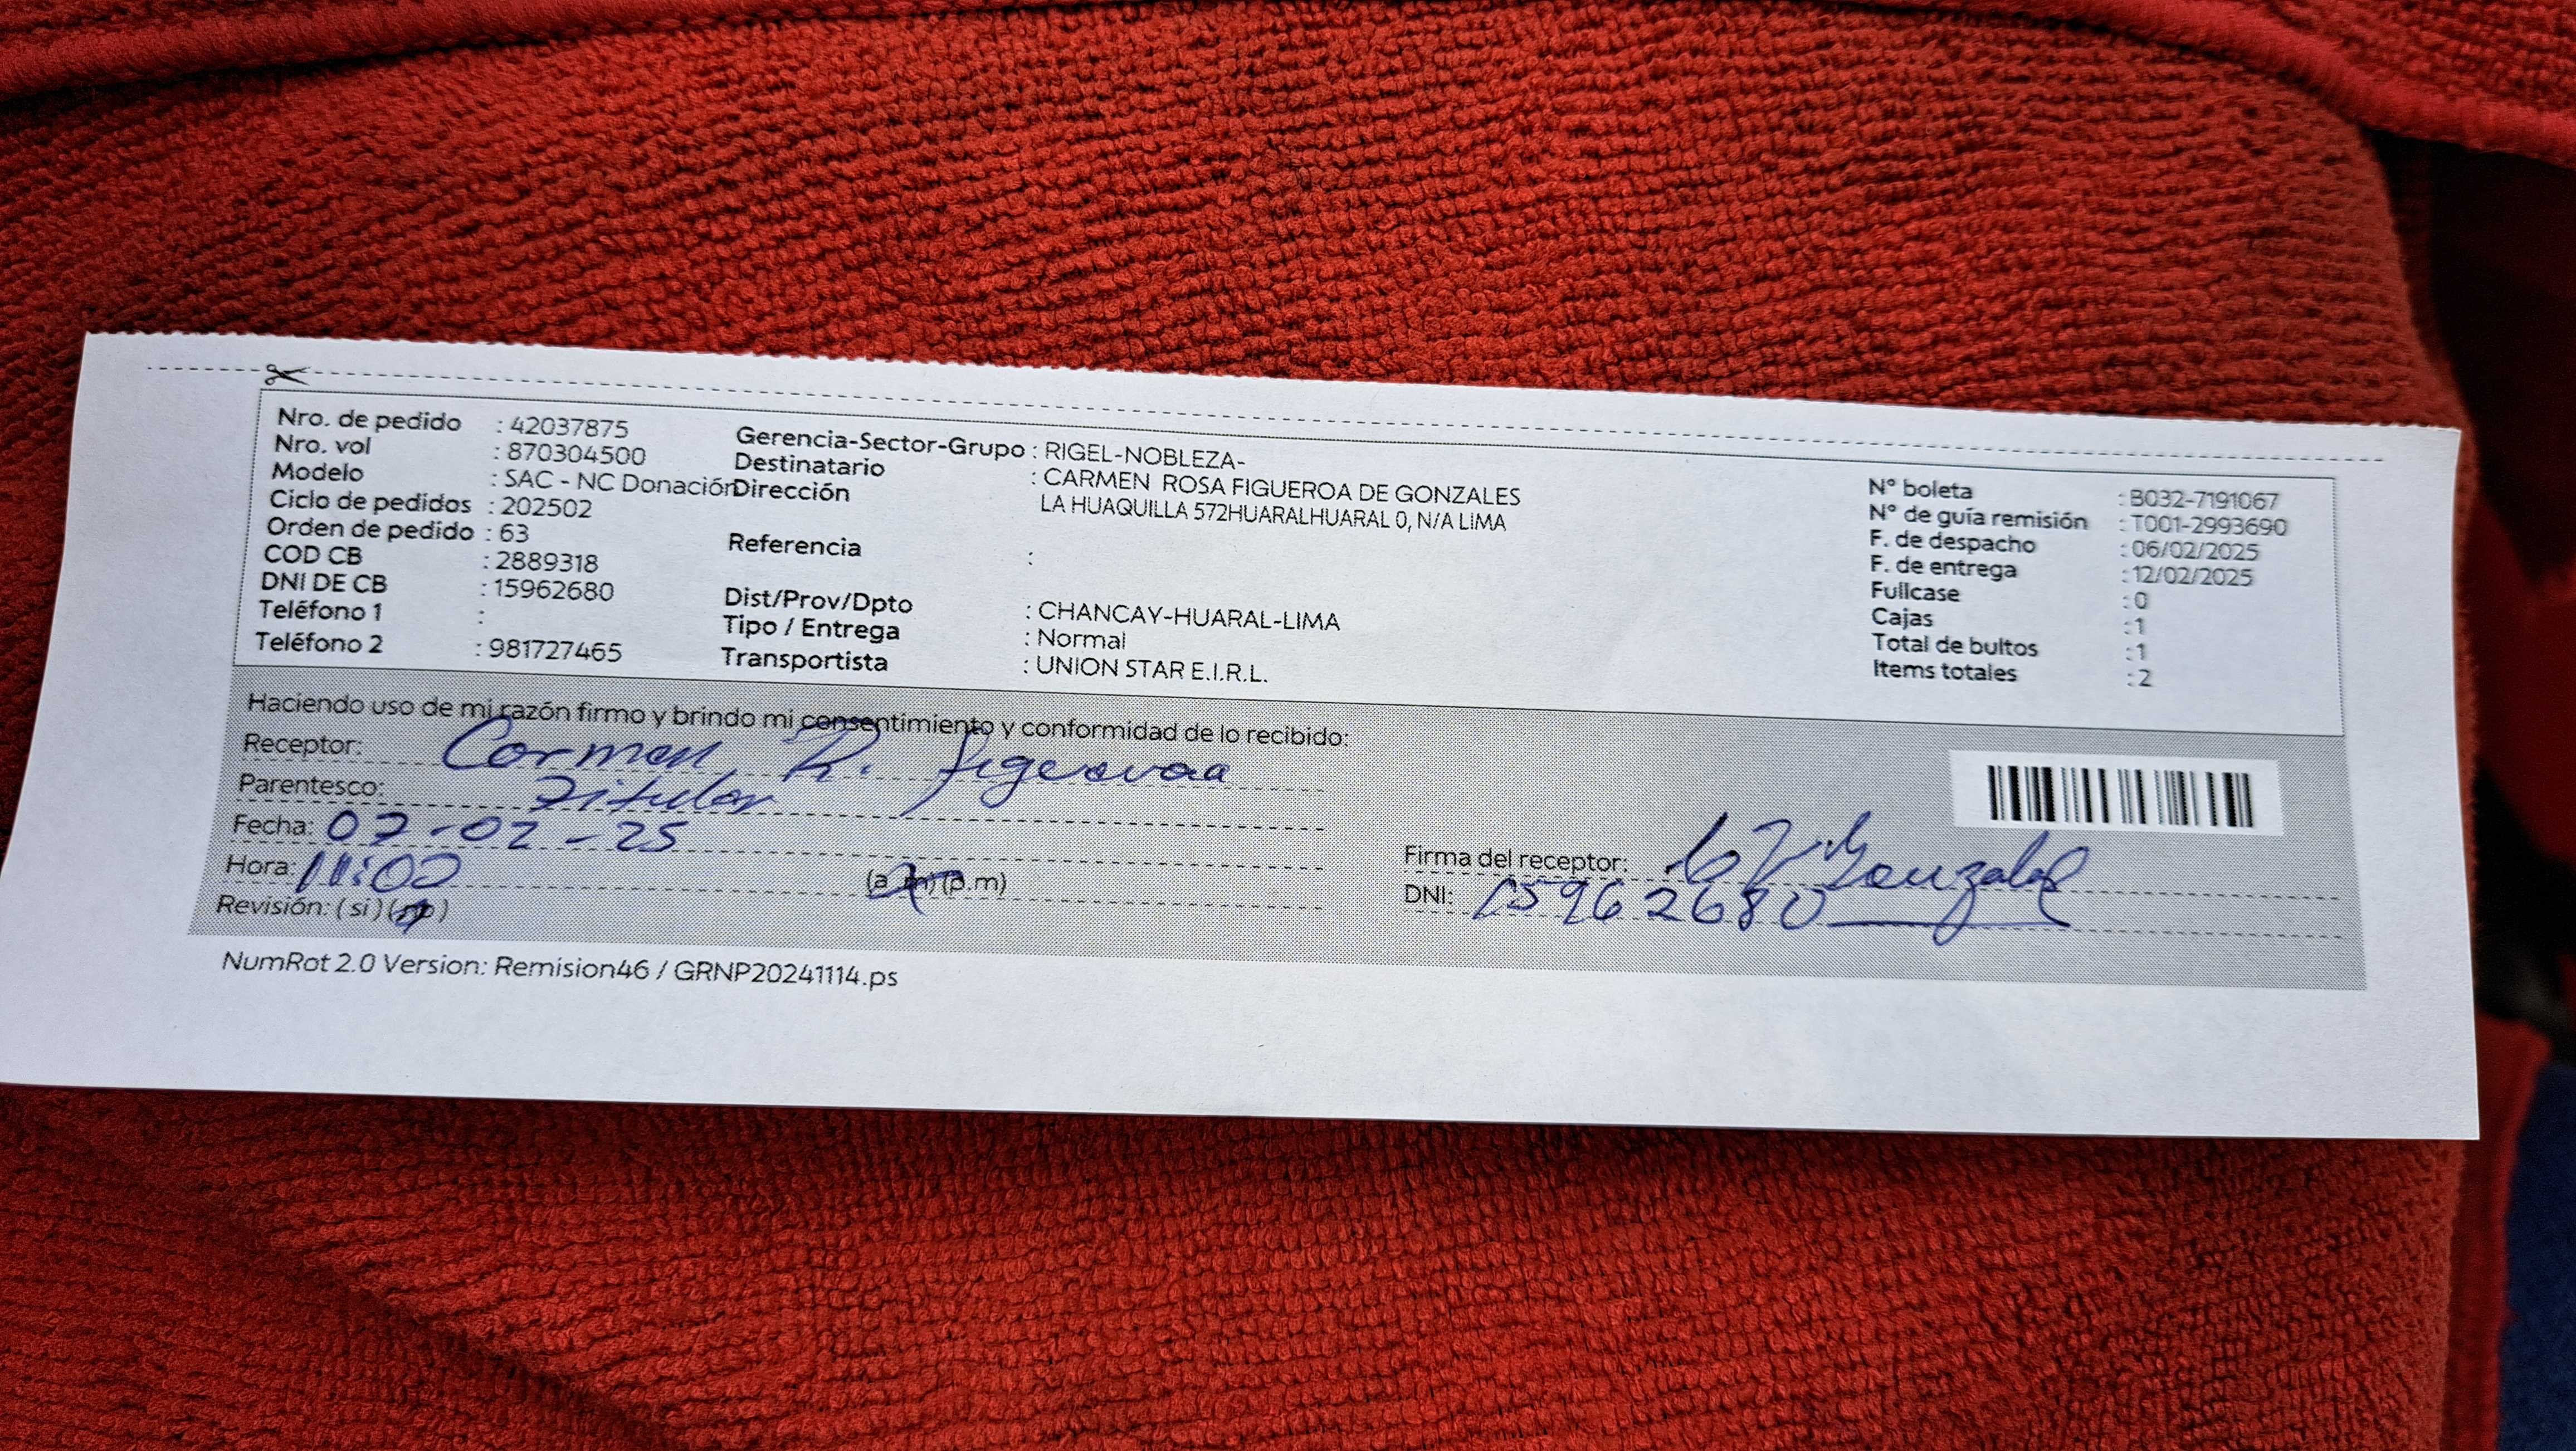 Nro. de pedido : 42037875
Nro. vol : 870304500
Modelo : SAC - NC Donación
Ciclo de pedidos : 202502
Orden de pedido : 63
COD CB : 2889318
DNI DE CB : 15962680
Teléfono 1 :
Teléfono 2 : 981727465
Gerencia-Sector-Grupo : RIGEL-NOBLEZA-
Destinatario : CARMEN ROSA FIGUEROA DE GONZALES
Dirección LA HUAQUILLA 572HUARALHUARAL 0, N/A LIMA
Referencia :
Dist/Prov/Dpto : CHANCAY-HUARAL-LIMA
Tipo / Entrega : Normal
Transportista : UNION STAR E.I.R.L.
N° boleta : B032-7191067
N° de guía remisión : T001-2993690
F. de despacho : 06/02/2025
F. de entrega : 12/02/2025
Fullcase : 0
Cajas : 1
Total de bultos : 1
Items totales : 2
Haciendo uso de mi razón firmo y brindo mi consentimiento y conformidad de lo recibido:
Receptor: Carmen R. figueroa
Parentesco: Titular
Fecha: 07-02-25
Hora: 11:00 (a.m) (p.m)
Revisión: (si) (no)
Firma del receptor: Gonzales
DNI: 15962680
NumRot 2.0 Version: Remision46 / GRNP20241114.ps